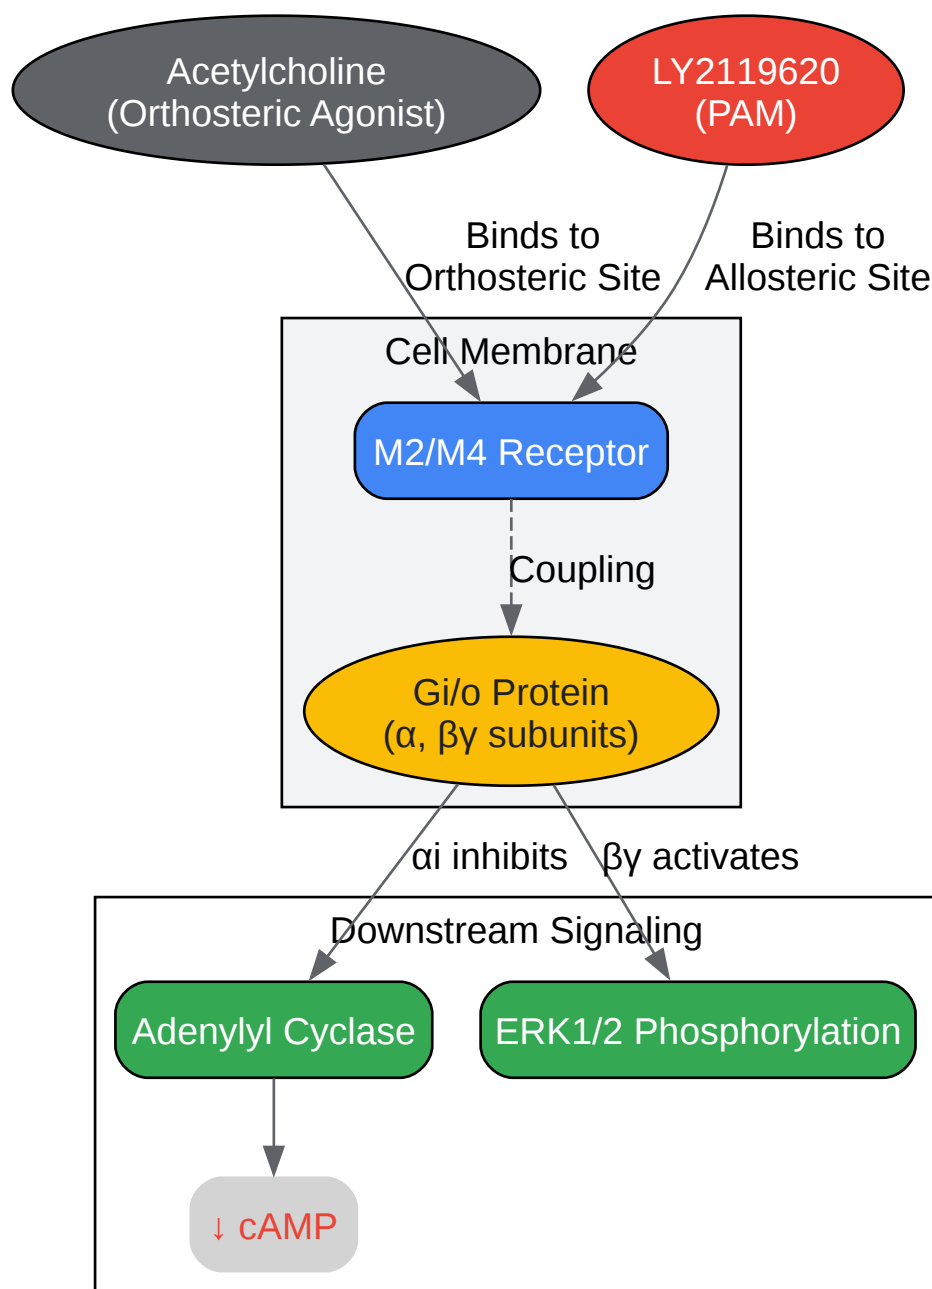 Acetylcholine
(Orthosteric Agonist)
LY2119620
(PAM)
Binds to
Orthosteric Site
Binds to
Allosteric Site
Cell Membrane
M2/M4 Receptor
Coupling
Gi/o Protein
(α, βγ subunits)
αi inhibits
βγ activates
Downstream Signaling
Adenylyl Cyclase
ERK1/2 Phosphorylation
↓ cAMP